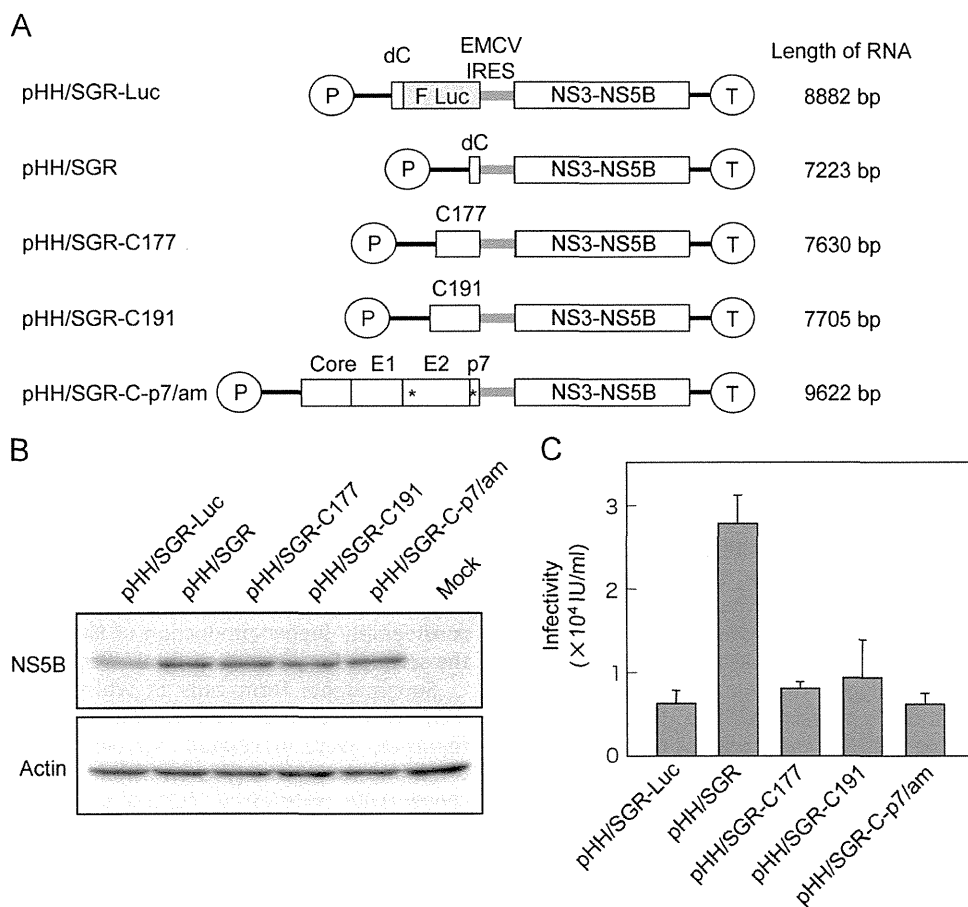 A
dC
EMCV
IRES
Length of RNA
pHH/SGR-Luc
P
F Luc
NS3-NS5B
T
8882 bp
dC
pHH/SGR
P
NS3-NS5B
T
7223 bp
C177
pHH/SGR-C177
P
NS3-NS5B
T
7630 bp
C191
pHH/SGR-C191
P
NS3-NS5B
T
7705 bp
Core
E1
E2
p7
pHH/SGR-C-p7/am
P
*
*
NS3-NS5B
T
9622 bp
B
pHH/SGR-Luc
pHH/SGR
pHH/SGR-C177
pHH/SGR-C191
pHH/SGR-C-p7/am
Mock
NS5B
Actin
C
Infectivity
(×10⁴ IU/ml)
3
2
1
0
pHH/SGR-Luc
pHH/SGR
pHH/SGR-C177
pHH/SGR-C191
pHH/SGR-C-p7/am